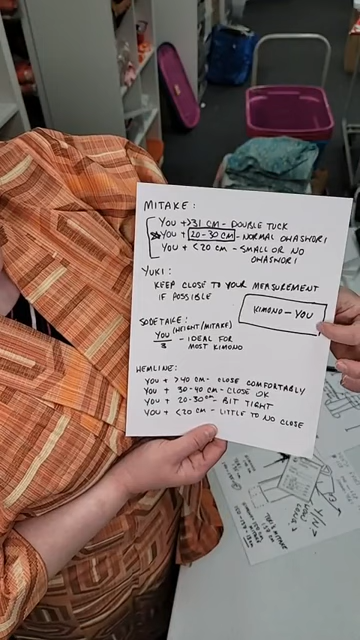 MITAKE:
YOU + >31 CM - DOUBLE TUCK
YOU + 20-30 CM - NORMAL OHASHORI
YOU + <20 CM - SMALL OR NO
OHASHORI
YUKI:
KEEP CLOSE TO YOUR MEASUREMENT
IF POSSIBLE
KIMONO - YOU
SODETAKE:
YOU (HEIGHT/MITAKE)
3 - IDEAL FOR
MOST KIMONO
HEMLINE:
YOU + >40 CM - CLOSE COMFORTABLY
YOU + 30-40 CM - CLOSE OK
YOU + 20-30 CM BIT TIGHT
YOU + <20 CM - LITTLE TO NO CLOSE
Y/N?